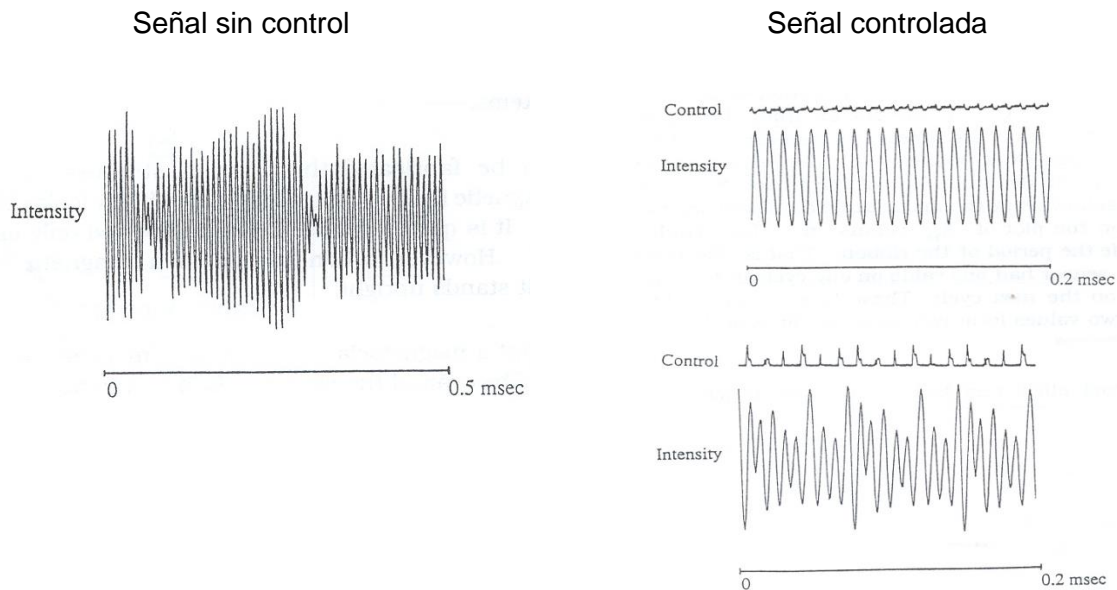 Señal sin control
Señal controlada
Intensity
0
0.5 msec
Control
Intensity
0
0.2 msec
Control
Intensity
0
0.2 msec